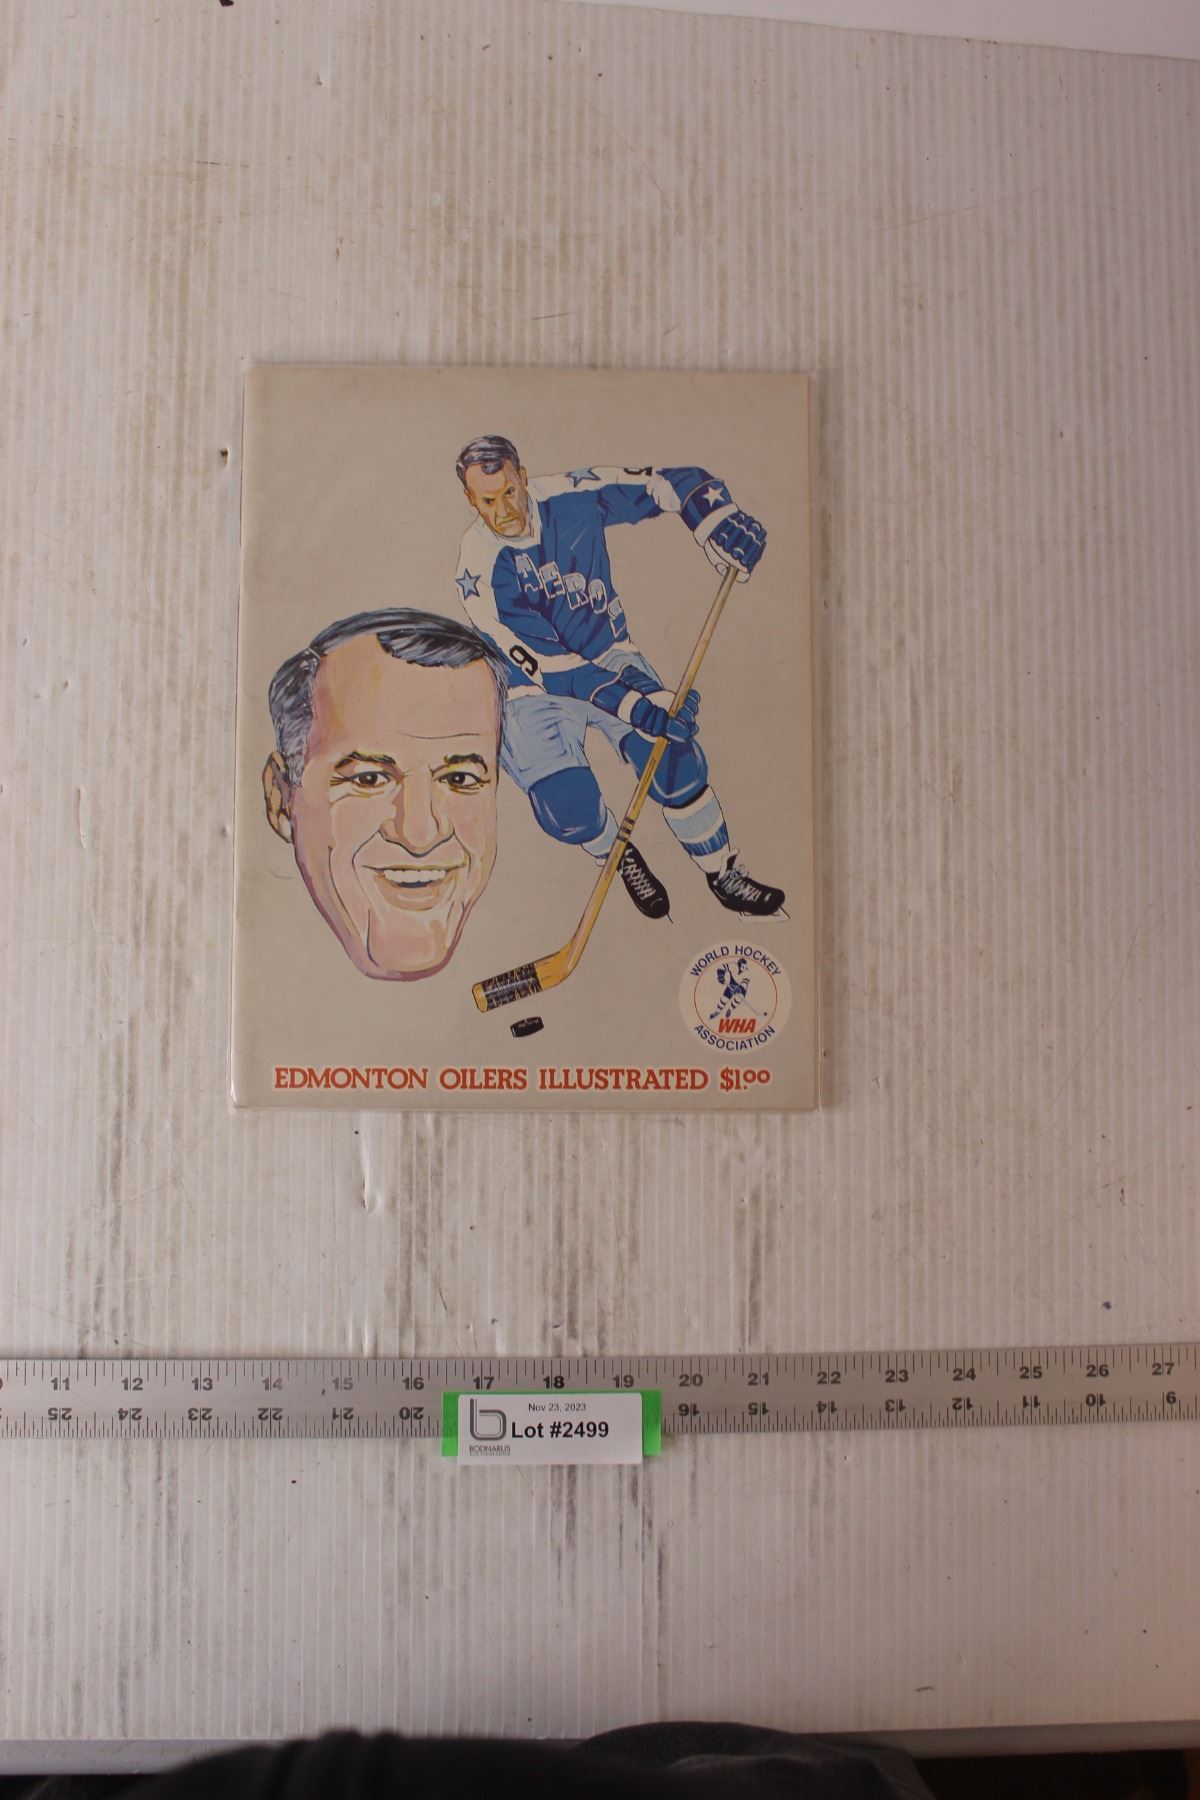 AEROS
9
9
WORLD HOCKEY
WHA
ASSOCIATION
EDMONTON OILERS ILLUSTRATED $1.00
11 12 13 14 15 16 17 18 19 20 21 22 23 24 25 26 27
25 24 23 22 21 20 16 15 14 13 12 11 10 9
Nov 23, 2023
Lot #2499
BODNARUS